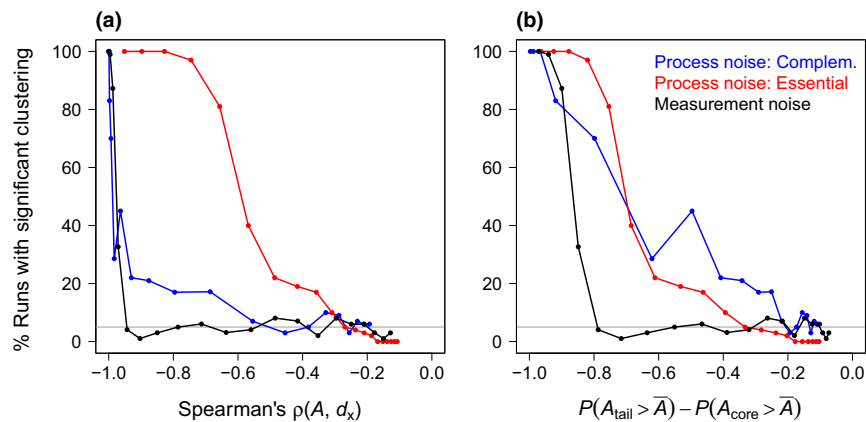 (a)
(b)
% Runs with significant clustering
100
80
60
40
20
0
−1.0 −0.8 −0.6 −0.4 −0.2 0.0
Spearman's ρ(A, dₓ)
100
80
60
40
20
0
Process noise: Complem.
Process noise: Essential
Measurement noise
−1.0 −0.8 −0.6 −0.4 −0.2 0.0
P(A_tail > A̅) − P(A_core > A̅)